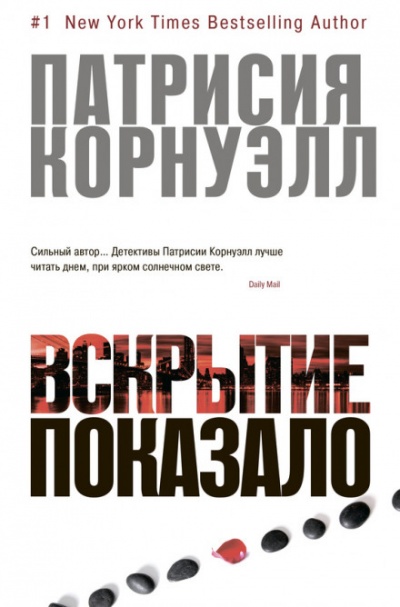 #1 New York Times Bestselling Author
ПАТРИСИЯ
КОРНУЭЛЛ
Сильный автор... Детективы Патрисии Корнуэлл лучше
читать днем, при ярком солнечном свете.
Daily Mail
ВСКРЫТИЕ
ПОКАЗАЛО